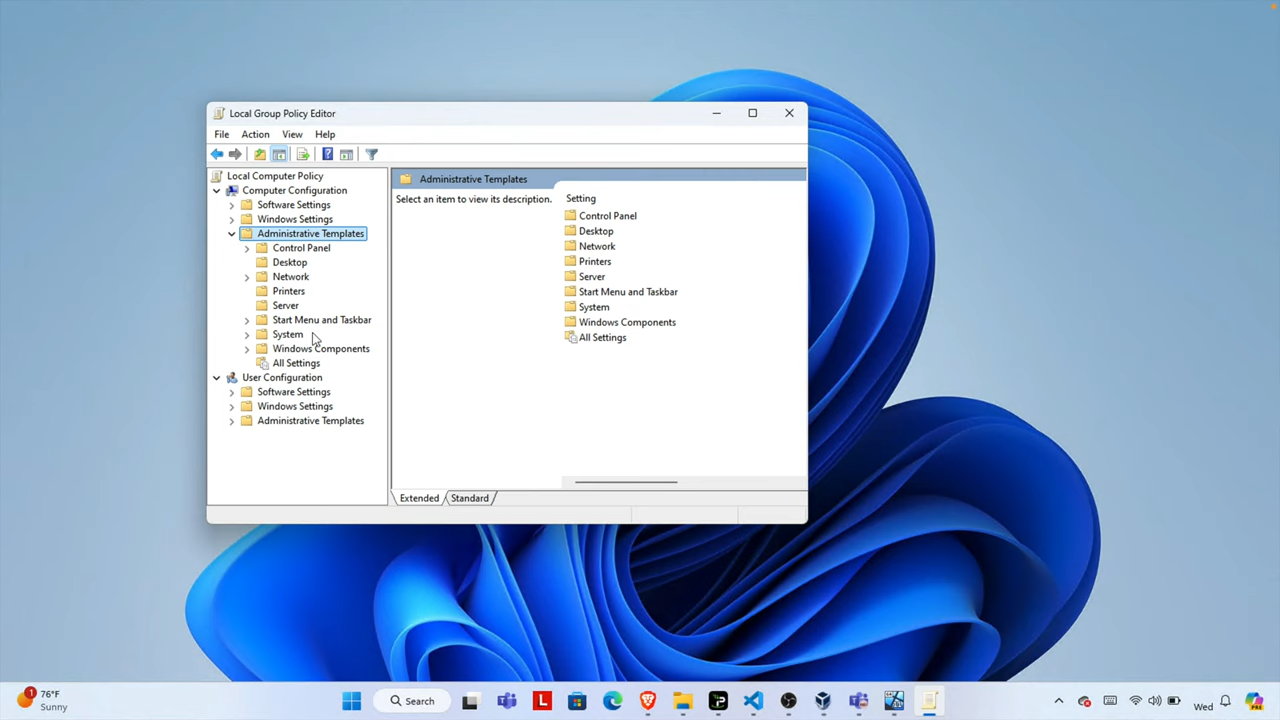 Local Group Policy Editor
File Action View Help
Local Computer Policy
Computer Configuration
Software Settings
Windows Settings
Administrative Templates
Control Panel
Desktop
Network
Printers
Server
Start Menu and Taskbar
System
Windows Components
All Settings
User Configuration
Software Settings
Windows Settings
Administrative Templates
Administrative Templates
Select an item to view its description.
Setting
Control Panel
Desktop
Network
Printers
Server
Start Menu and Taskbar
System
Windows Components
All Settings
Extended Standard
1
76°F
Sunny
Search
L
Wed
PRE